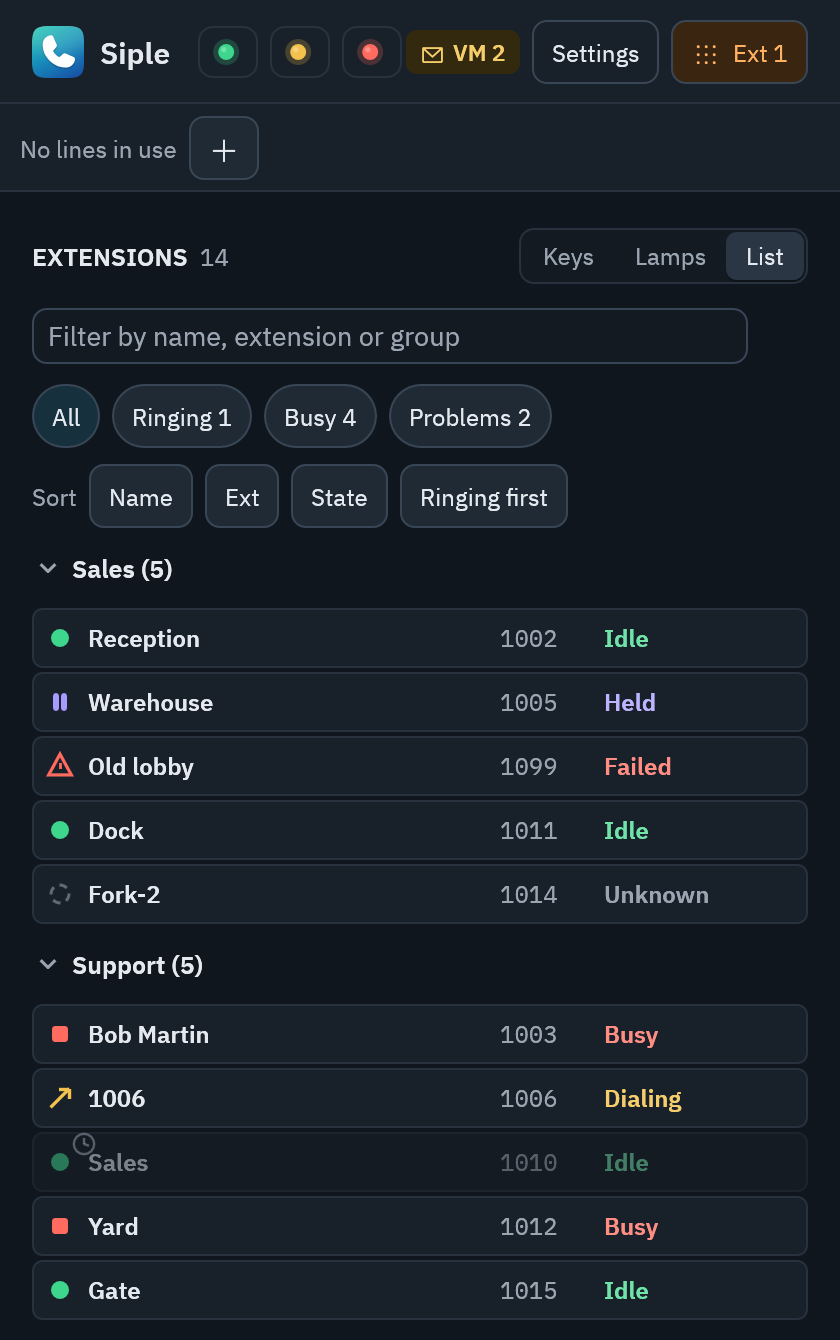 Siple VM 2 Settings Ext 1
No lines in use
EXTENSIONS 14 Keys Lamps List
Filter by name, extension or group
All Ringing 1 Busy 4 Problems 2
Sort Name Ext State Ringing first
Sales (5)
Reception 1002 Idle
Warehouse 1005 Held
Old lobby 1099 Failed
Dock 1011 Idle
Fork-2 1014 Unknown
Support (5)
Bob Martin 1003 Busy
1006 1006 Dialing
Sales 1010 Idle
Yard 1012 Busy
Gate 1015 Idle